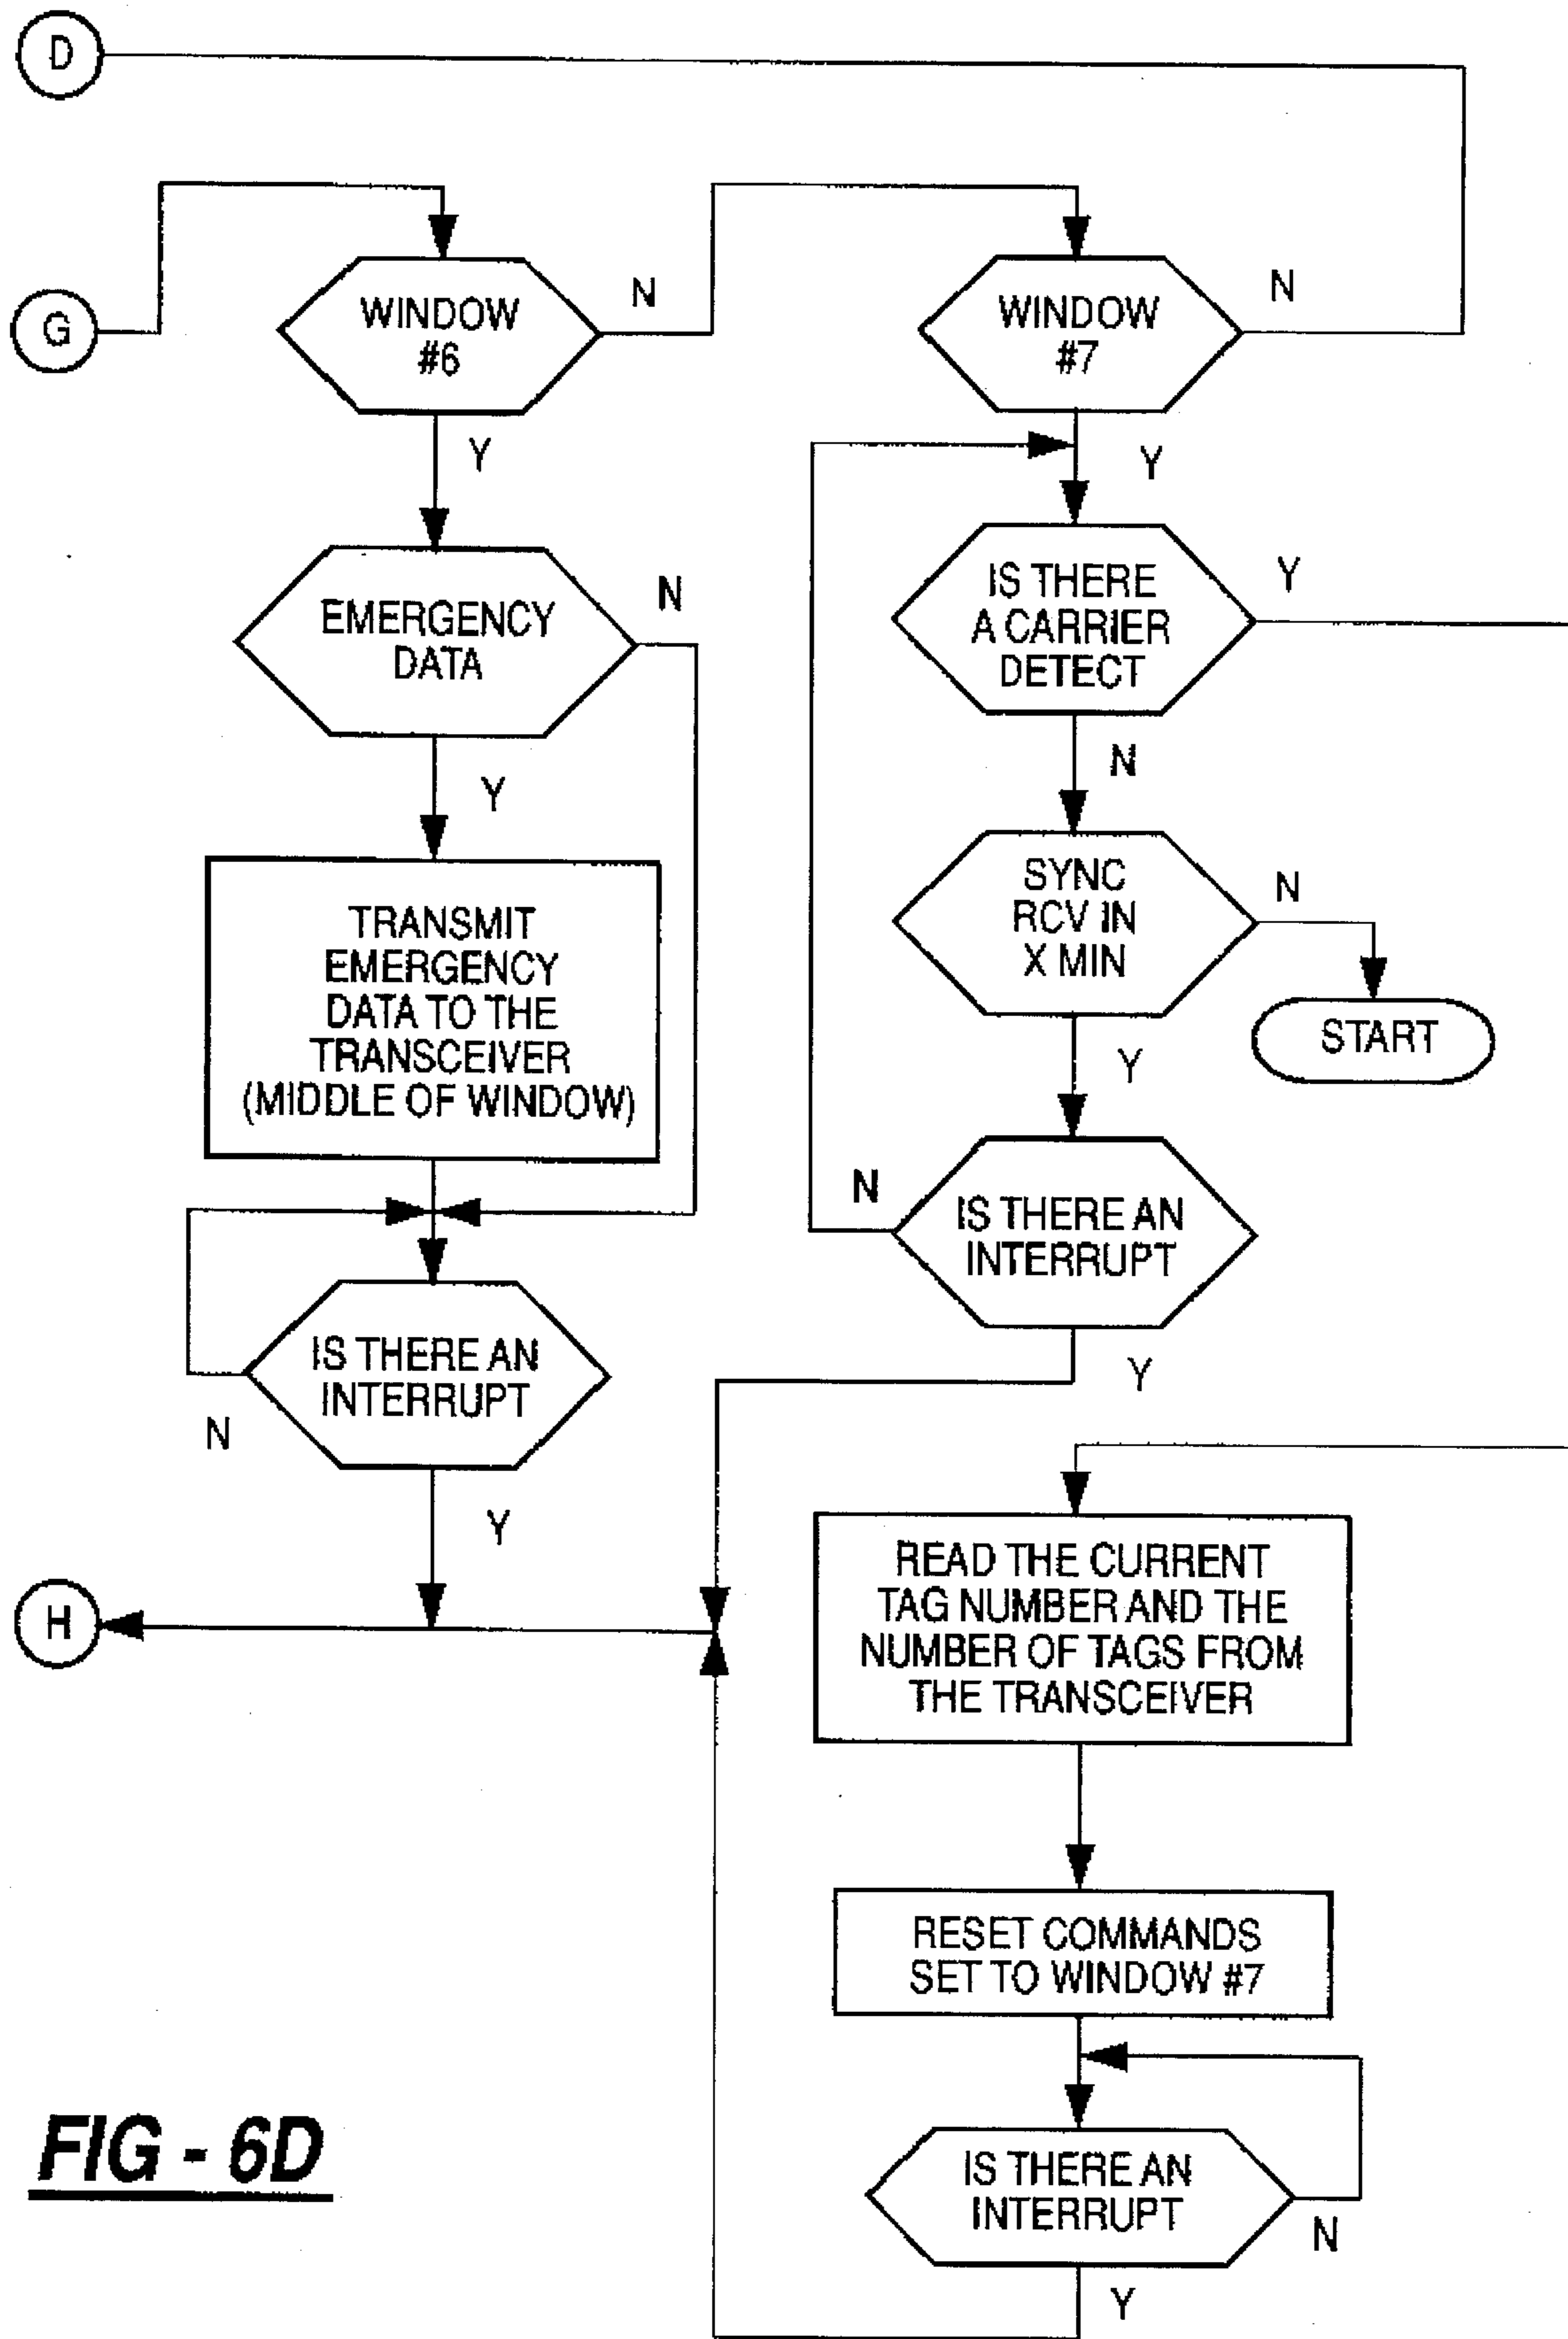 D
G
WINDOW
#6
N
Y
WINDOW
#7
N
Y
EMERGENCY
DATA
N
Y
TRANSMIT
EMERGENCY
DATA TO THE
TRANSCEIVER
(MIDDLE OF WINDOW)
IS THERE AN
INTERRUPT
N
Y
H
IS THERE
A CARRIER
DETECT
Y
N
SYNC
RCV IN
X MIN
N
START
Y
IS THERE AN
INTERRUPT
N
Y
READ THE CURRENT
TAG NUMBER AND THE
NUMBER OF TAGS FROM
THE TRANSCEIVER
RESET COMMANDS
SET TO WINDOW #7
IS THERE AN
INTERRUPT
N
Y
FIG - 6D